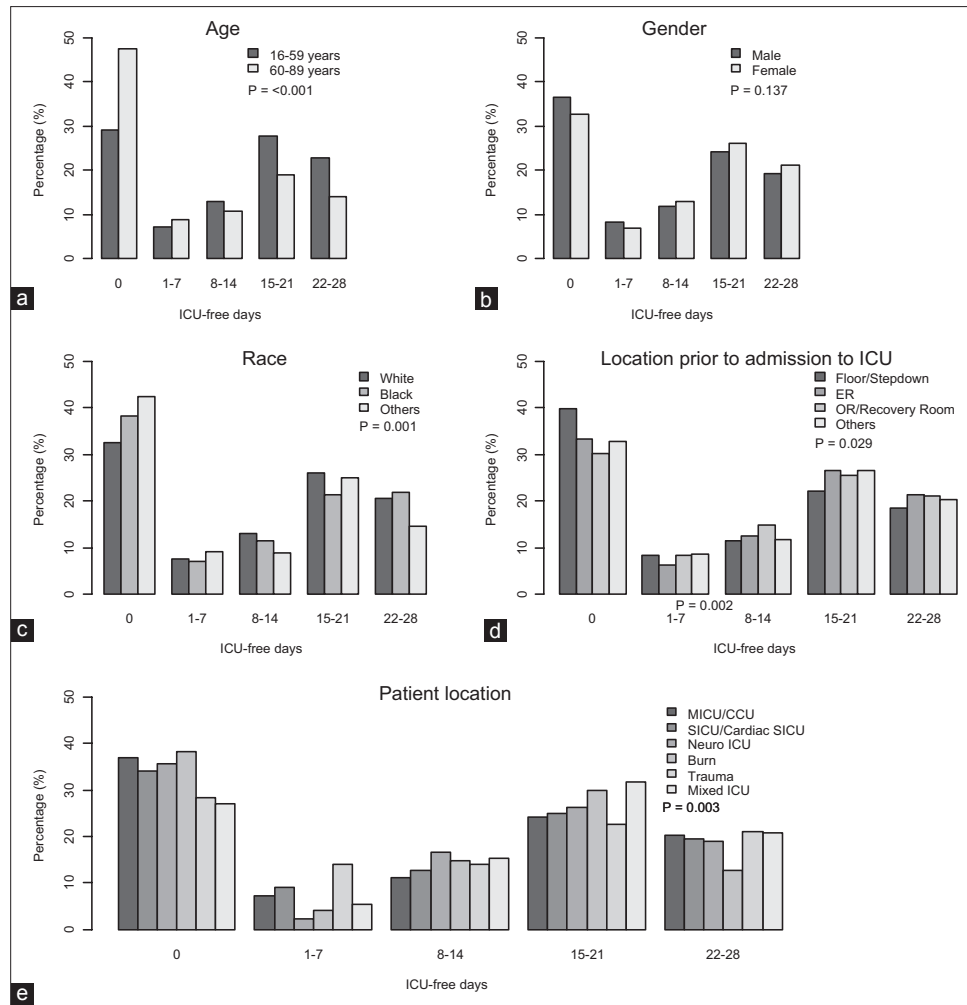 Age
50
40
30
20
10
0
Percentage (%)
16-59 years
60-89 years
P = <0.001
0 1-7 8-14 15-21 22-28
ICU-free days
a
Gender
50
40
30
20
10
0
Percentage (%)
Male
Female
P = 0.137
0 1-7 8-14 15-21 22-28
ICU-free days
b
Race
50
40
30
20
10
0
Percentage (%)
White
Black
Others
P = 0.001
0 1-7 8-14 15-21 22-28
ICU-free days
c
Location prior to admission to ICU
50
40
30
20
10
0
Percentage (%)
Floor/Stepdown
ER
OR/Recovery Room
Others
P = 0.029
P = 0.002
0 1-7 8-14 15-21 22-28
ICU-free days
d
Patient location
50
40
30
20
10
0
Percentage (%)
MICU/CCU
SICU/Cardiac SICU
Neuro ICU
Burn
Trauma
Mixed ICU
P = 0.003
0 1-7 8-14 15-21 22-28
ICU-free days
e